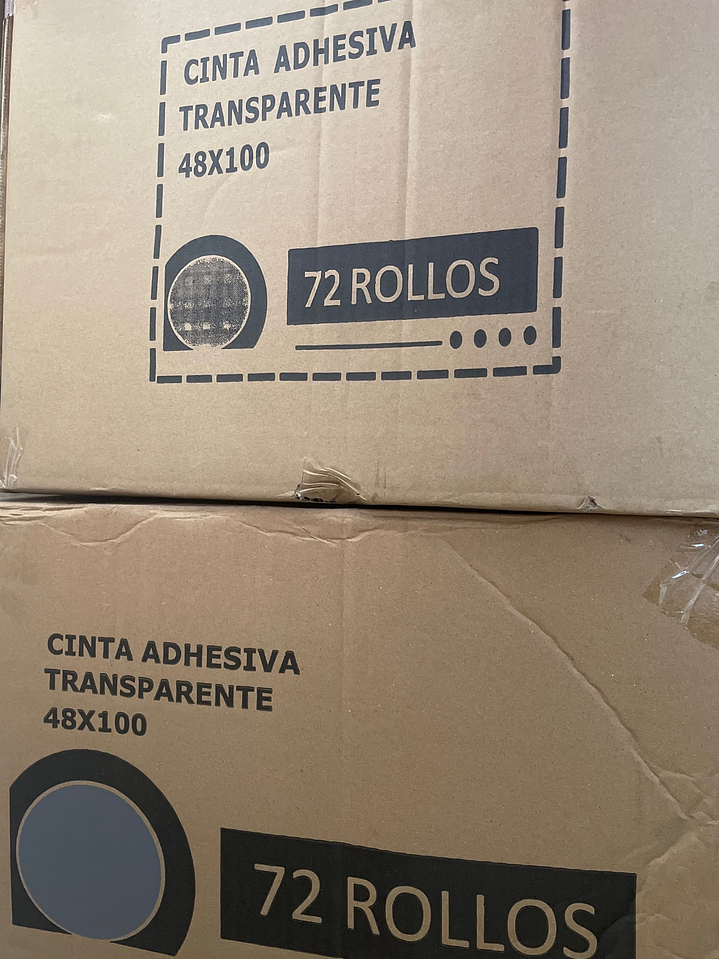 CINTA ADHESIVA
TRANSPARENTE
48X100
72 ROLLOS
CINTA ADHESIVA
TRANSPARENTE
48X100
72 ROLLOS